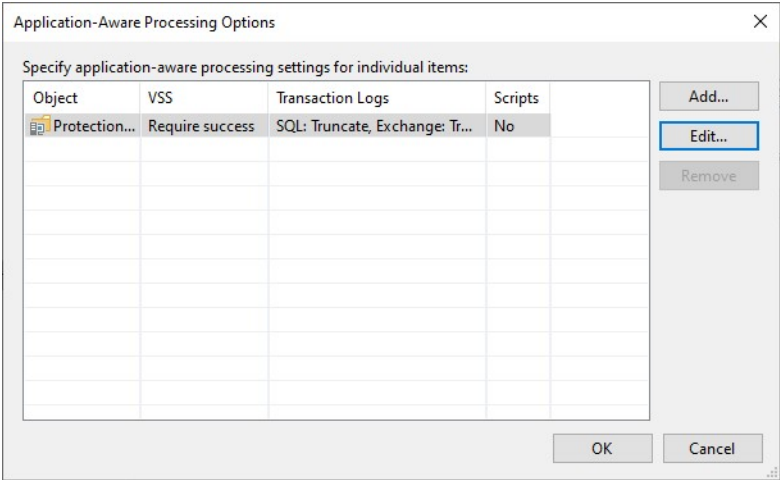 Application-Aware Processing Options
Specify application-aware processing settings for individual items:
Object VSS Transaction Logs Scripts
Protection... Require success SQL: Truncate, Exchange: Tr... No
Add...
Edit...
Remove
OK Cancel